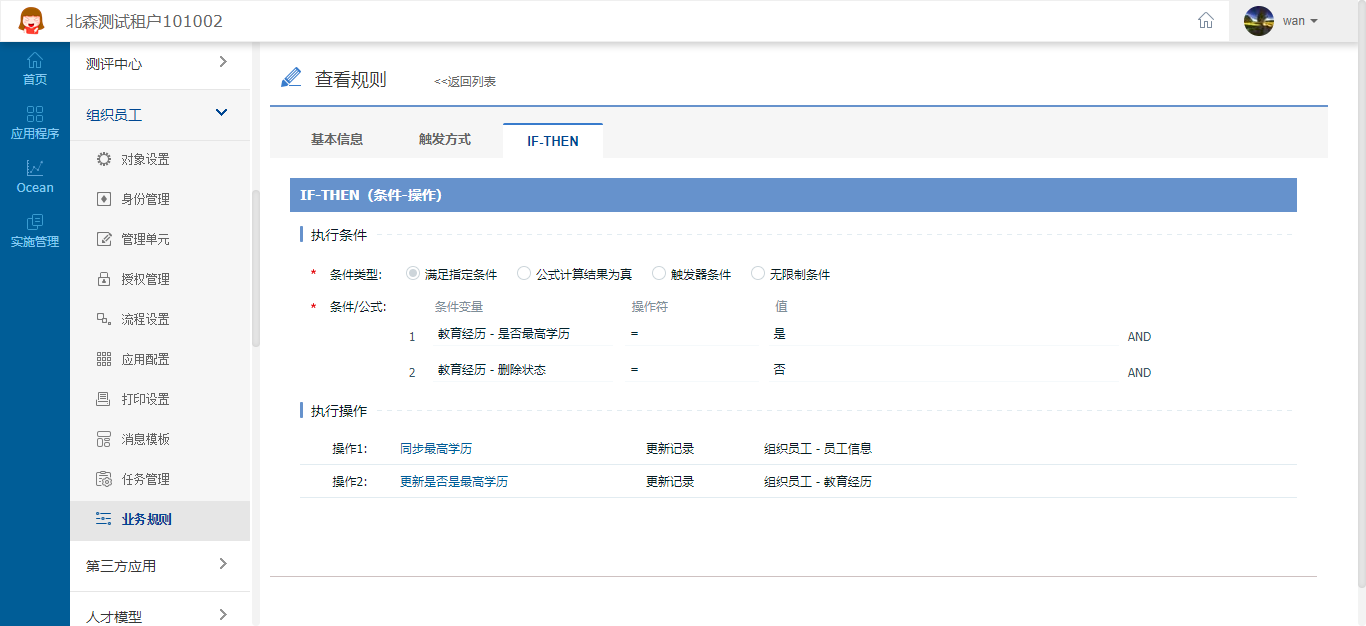 北森测试租户101002
wan
首页
应用程序
Ocean
实施管理
测评中心
组织员工
对象设置
身份管理
管理单元
授权管理
流程设置
应用配置
打印设置
消息模板
任务管理
业务规则
第三方应用
人才模型
查看规则 <<返回列表
基本信息 触发方式 IF-THEN
IF-THEN（条件-操作）
执行条件
* 条件类型: 满足指定条件 公式计算结果为真 触发器条件 无限制条件
* 条件/公式: 条件变量 操作符 值
1 教育经历 - 是否最高学历 = 是 AND
2 教育经历 - 删除状态 = 否 AND
执行操作
操作1: 同步最高学历 更新记录 组织员工 - 员工信息
操作2: 更新是否是最高学历 更新记录 组织员工 - 教育经历